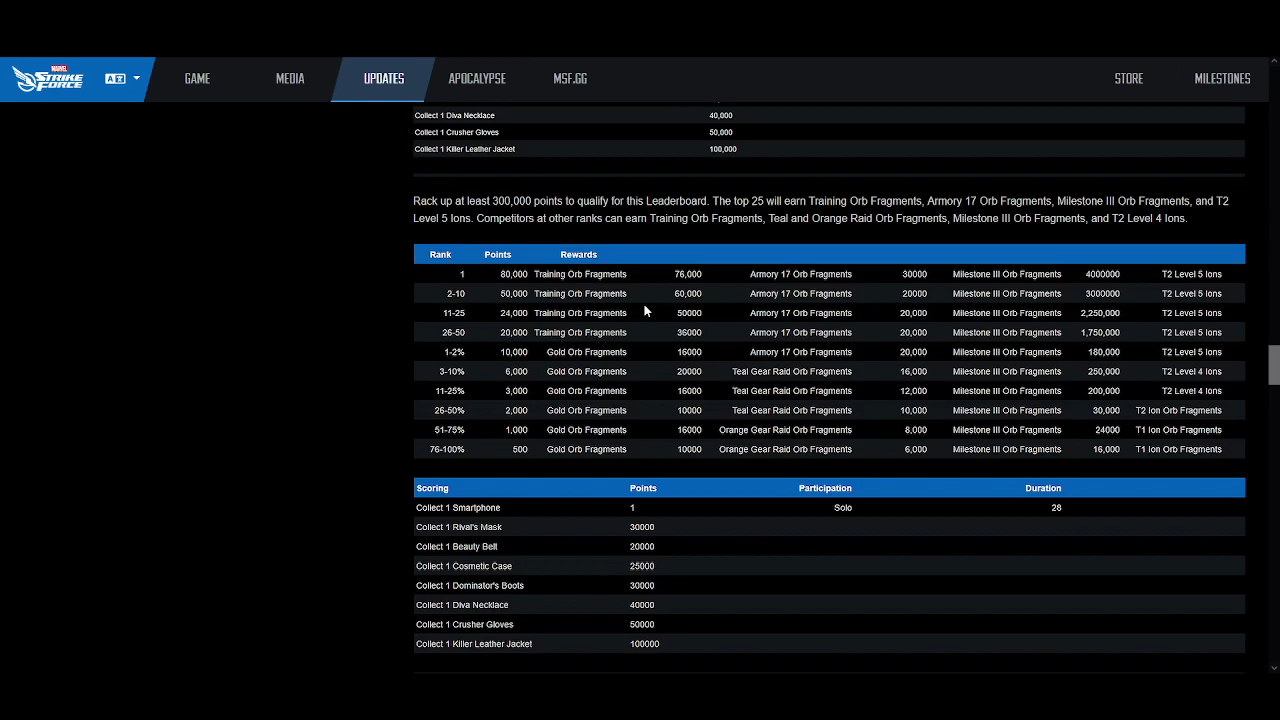 MARVEL
STRIKE FORCE
GAME MEDIA UPDATES APOCALYPSE MSF.GG STORE MILESTONES
Collect 1 Diva Necklace 40,000
Collect 1 Crusher Gloves 50,000
Collect 1 Killer Leather Jacket 100,000
Rack up at least 300,000 points to qualify for this Leaderboard. The top 25 will earn Training Orb Fragments, Armory 17 Orb Fragments, Milestone III Orb Fragments, and T2
Level 5 Ions. Competitors at other ranks can earn Training Orb Fragments, Teal and Orange Raid Orb Fragments, Milestone III Orb Fragments, and T2 Level 4 Ions.
Rank Points Rewards
1 80,000 Training Orb Fragments 76,000 Armory 17 Orb Fragments 30000 Milestone III Orb Fragments 4000000 T2 Level 5 Ions
2-10 50,000 Training Orb Fragments 60,000 Armory 17 Orb Fragments 20000 Milestone III Orb Fragments 3000000 T2 Level 5 Ions
11-25 24,000 Training Orb Fragments 50000 Armory 17 Orb Fragments 20,000 Milestone III Orb Fragments 2,250,000 T2 Level 5 Ions
26-50 20,000 Training Orb Fragments 36000 Armory 17 Orb Fragments 20,000 Milestone III Orb Fragments 1,750,000 T2 Level 5 Ions
1-2% 10,000 Gold Orb Fragments 16000 Armory 17 Orb Fragments 20,000 Milestone III Orb Fragments 180,000 T2 Level 5 Ions
3-10% 6,000 Gold Orb Fragments 20000 Teal Gear Raid Orb Fragments 16,000 Milestone III Orb Fragments 250,000 T2 Level 4 Ions
11-25% 3,000 Gold Orb Fragments 16000 Teal Gear Raid Orb Fragments 12,000 Milestone III Orb Fragments 200,000 T2 Level 4 Ions
26-50% 2,000 Gold Orb Fragments 10000 Teal Gear Raid Orb Fragments 10,000 Milestone III Orb Fragments 30,000 T2 Ion Orb Fragments
51-75% 1,000 Gold Orb Fragments 16000 Orange Gear Raid Orb Fragments 8,000 Milestone III Orb Fragments 24000 T1 Ion Orb Fragments
76-100% 500 Gold Orb Fragments 10000 Orange Gear Raid Orb Fragments 6,000 Milestone III Orb Fragments 16,000 T1 Ion Orb Fragments
Scoring Points Participation Duration
Collect 1 Smartphone 1 Solo 28
Collect 1 Rival's Mask 30000
Collect 1 Beauty Belt 20000
Collect 1 Cosmetic Case 25000
Collect 1 Dominator's Boots 30000
Collect 1 Diva Necklace 40000
Collect 1 Crusher Gloves 50000
Collect 1 Killer Leather Jacket 100000